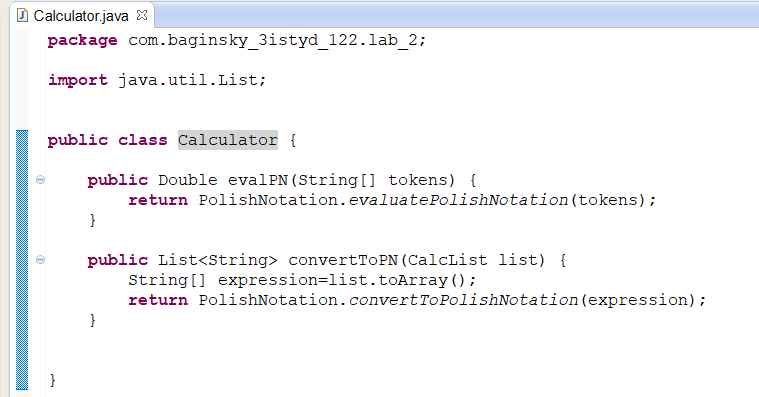 Calculator.java
package com.baginsky_3istyd_122.lab_2;
import java.util.List;
public class Calculator {
public Double evalPN(String[] tokens) {
return PolishNotation.evaluatePolishNotation(tokens);
}
public List<String> convertToPN(CalcList list) {
String[] expression=list.toArray();
return PolishNotation.convertToPolishNotation(expression);
}
}